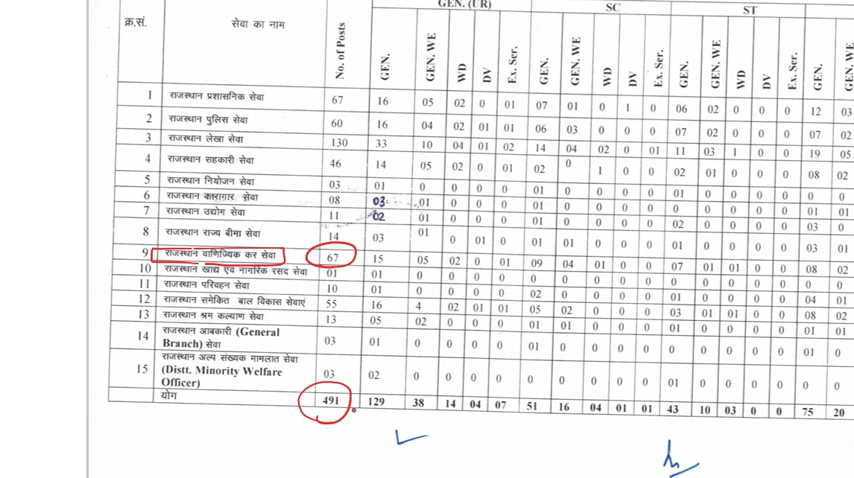 GEN. (UR) SC ST
क्र.सं. सेवा का नाम No. of Posts GEN. GEN. WE WD DV Ex. Ser. GEN. GEN. WE WD DV Ex. Ser. GEN. GEN. WE WD DV Ex. Ser. GEN. GEN. WE
1 राजस्थान प्रशासनिक सेवा 67 16 05 02 0 01 07 01 0 1 0 06 02 0 0 0 12 03
2 राजस्थान पुलिस सेवा 60 16 04 02 01 01 06 03 0 0 0 07 02 0 0 0 07 02
3 राजस्थान लेखा सेवा 130 33 10 04 01 02 14 04 02 0 01 11 03 1 0 0 19 05
4 राजस्थान सहकारी सेवा 46 14 05 02 0 01 02 0 1 0 0 02 01 0 0 0 08 02
5 राजस्थान नियोजन सेवा 03 01 0 0 0 0 01 0 0 0 0 01 0 0 0 0 0 0
6 राजस्थान कारागार सेवा 08 03 01 0 0 0 01 0 0 0 0 0 0 0 0 0 01 01
7 राजस्थान उद्योग सेवा 11 02 01 0 0 0 01 0 0 0 0 02 0 0 0 0 03 0
8 राजस्थान राज्य बीमा सेवा 14 03 01 0 01 0 01 0 0 0 0 01 0 0 0 0 03 01
9 राजस्थान वाणिज्यिक कर सेवा 67 15 05 02 0 01 09 04 01 0 0 07 01 01 0 0 08 02
10 राजस्थान खाद्य एवं नागरिक रसद सेवा 01 01 0 0 0 0 0 0 0 0 0 0 0 0 0 0 0 0
11 राजस्थान परिवहन सेवा 10 01 0 0 0 0 02 0 0 0 0 01 0 0 0 0 04 01
12 राजस्थान समेकित बाल विकास सेवाएं 55 16 4 02 01 01 05 02 0 0 0 03 01 01 0 0 08 02
13 राजस्थान श्रम कल्याण सेवा 13 05 02 0 0 0 01 01 0 0 0 01 0 0 0 0 01 01
14 राजस्थान आबकारी (General
Branch) सेवा 03 01 0 0 0 0 01 0 0 0 0 0 0 0 0 0 01 0
15 राजस्थान अल्प संख्यक मामलात सेवा
(Distt. Minority Welfare
Officer) 03 02 0 0 0 0 0 0 0 0 0 01 0 0 0 0 0 0
योग 491 129 38 14 04 07 51 16 04 01 01 43 10 03 0 0 75 20